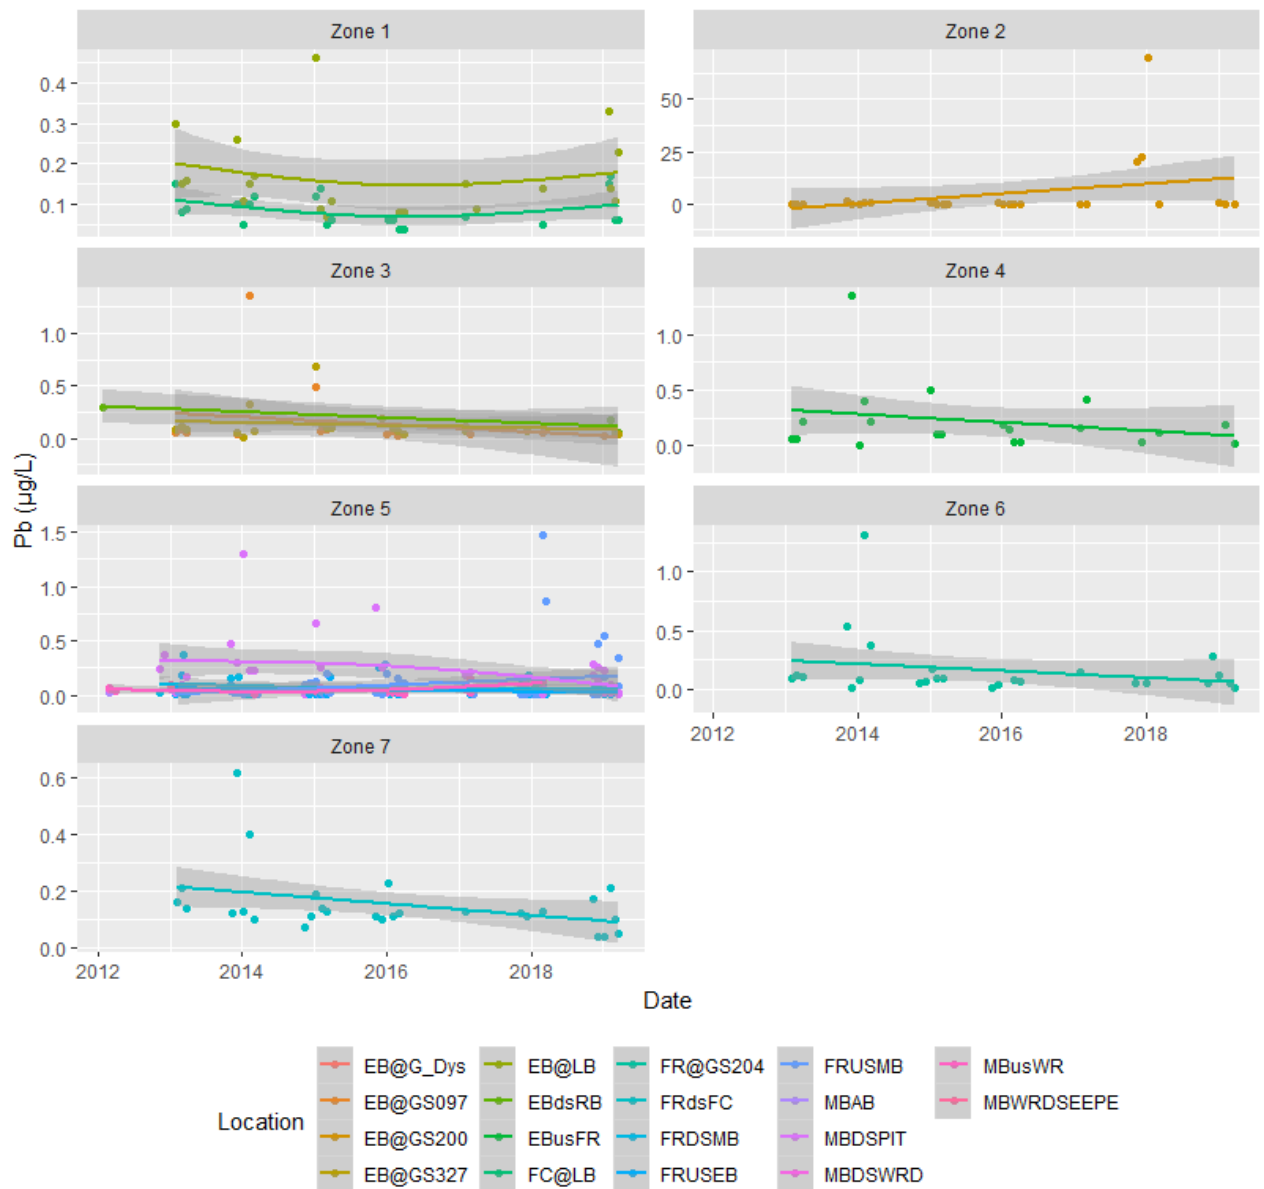 Zone 1
Zone 2
0.4
0.3
0.2
0.1
50
25
0
Zone 3
Zone 4
1.0
0.5
0.0
1.0
0.5
0.0
Pb (µg/L)
Zone 5
Zone 6
1.5
1.0
0.5
0.0
1.0
0.5
0.0
2012 2014 2016 2018
Zone 7
0.6
0.4
0.2
0.0
2012 2014 2016 2018
Date
Location
EB@G_Dys EB@LB FR@GS204 FRUSMB MBusWR
EB@GS097 EBdsRB FRdsFC MBAB MBWRDSEEPE
EB@GS200 EBusFR FRDSMB MBDSPIT
EB@GS327 FC@LB FRUSEB MBDSWRD